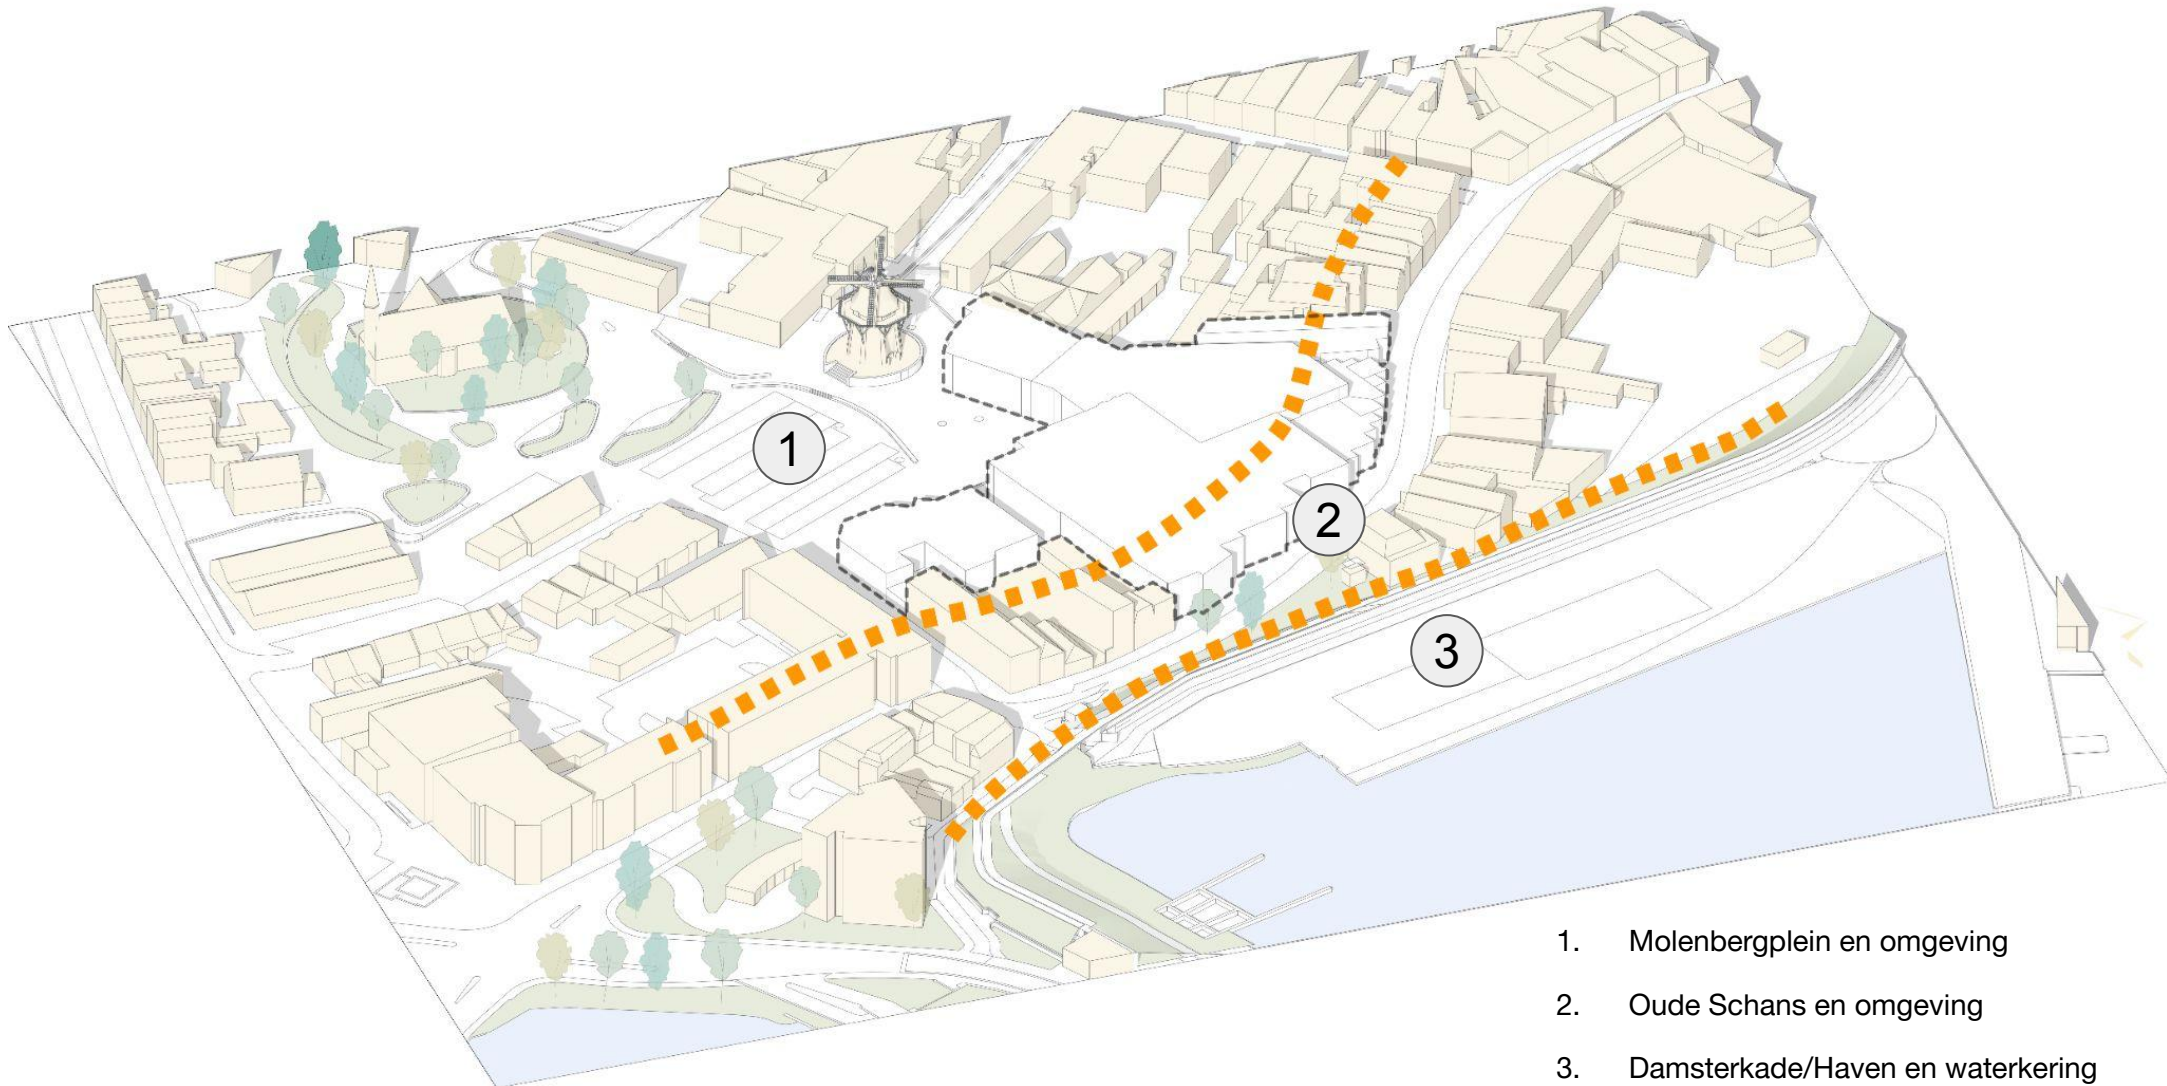 1
2
3
1. Molenbergplein en omgeving
2. Oude Schans en omgeving
3. Damsterkade/Haven en waterkering